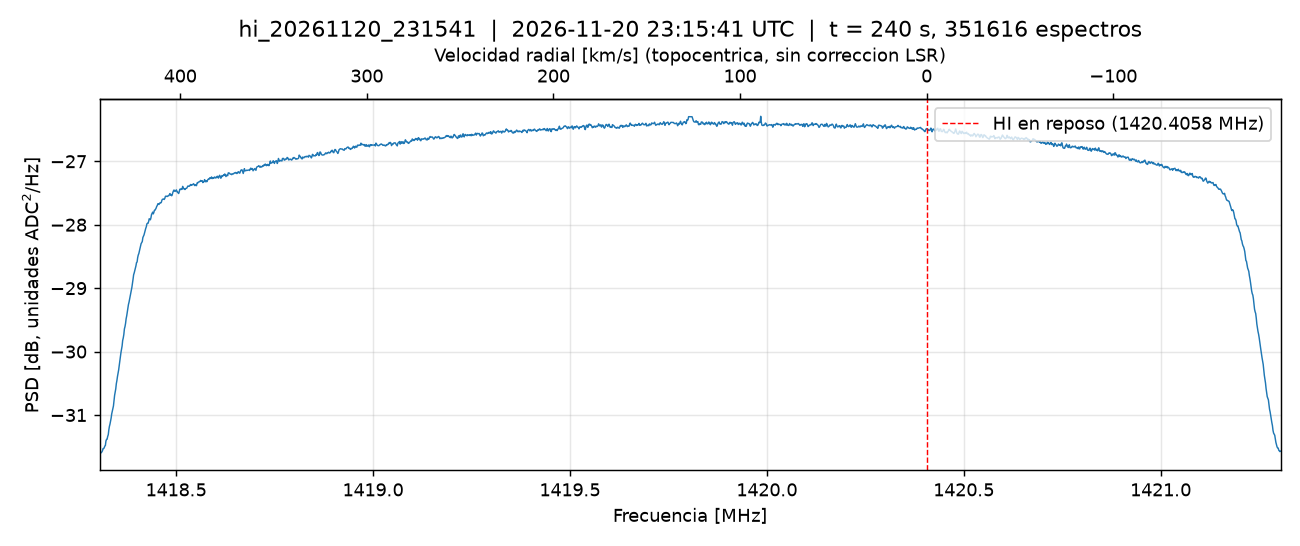 hi_20261120_231541 | 2026-11-20 23:15:41 UTC | t = 240 s, 351616 espectros
Velocidad radial [km/s] (topocentrica, sin correccion LSR)
400 300 200 100 0 −100
HI en reposo (1420.4058 MHz)
PSD [dB, unidades ADC²/Hz]
−27
−28
−29
−30
−31
1418.5 1419.0 1419.5 1420.0 1420.5 1421.0
Frecuencia [MHz]